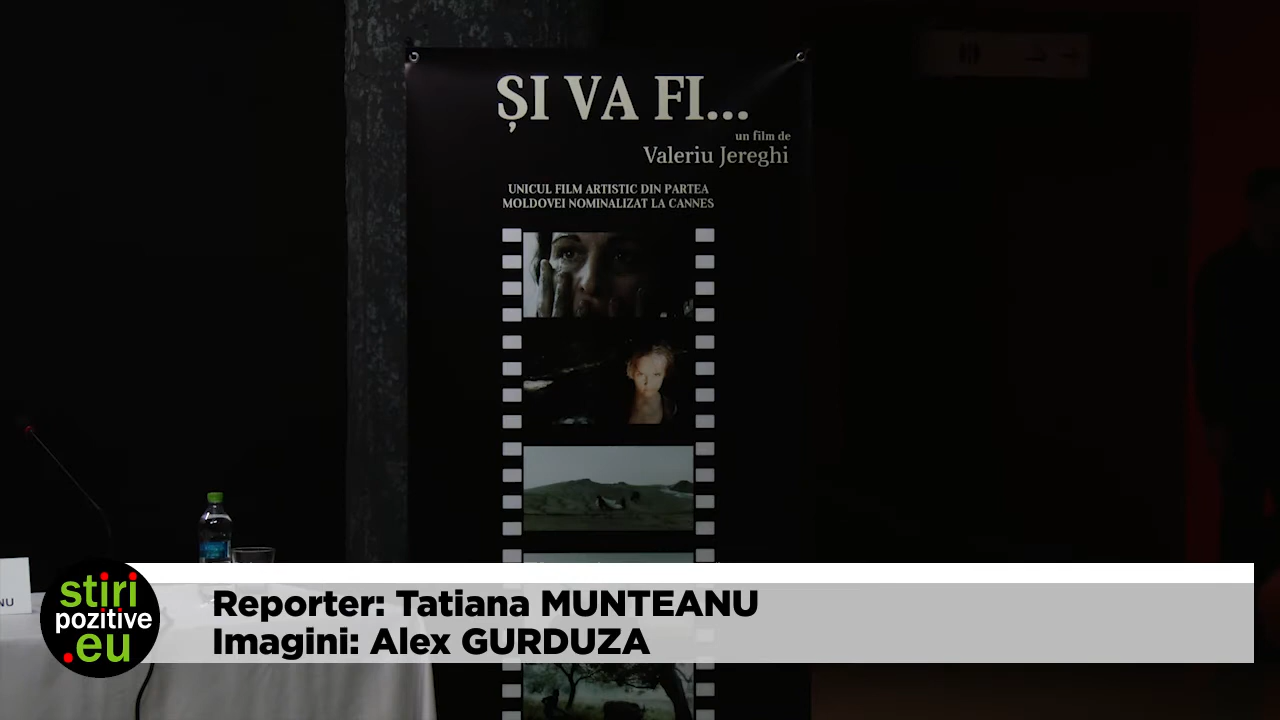 ȘI VA FI...
un film de
Valeriu Jereghi
UNICUL FILM ARTISTIC DIN PARTEA
MOLDOVEI NOMINALIZAT LA CANNES
NU
stiri
pozitive
.eu
Reporter: Tatiana MUNTEANU
Imagini: Alex GURDUZA